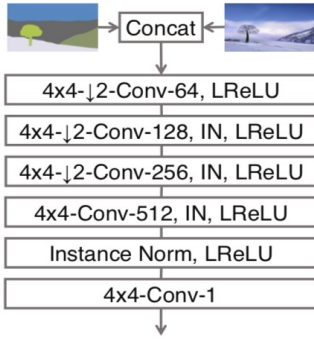 Concat
4x4-↓2-Conv-64, LReLU
4x4-↓2-Conv-128, IN, LReLU
4x4-↓2-Conv-256, IN, LReLU
4x4-Conv-512, IN, LReLU
Instance Norm, LReLU
4x4-Conv-1